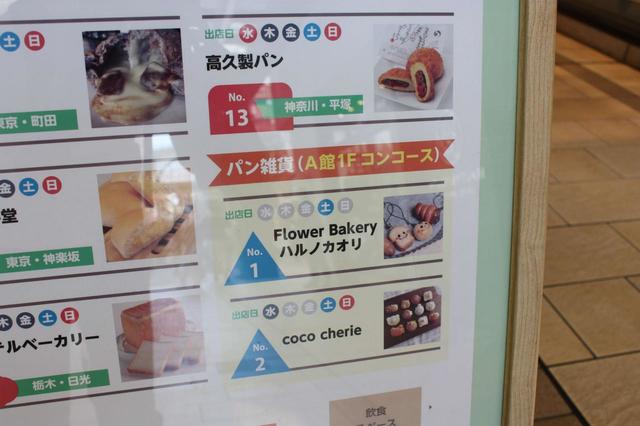 土 日
東京・町田
金 土 日
堂
東京・神楽坂
木 金 土 日
ルベーカリー
栃木・日光
出店日 水 木 金 土 日
高久製パン
No.
13
神奈川・平塚
パン雑貨（A館1F コンコース）
出店日 水 木 金 土 日
Flower Bakery
ハルノカオリ
No.
1
出店日 水 木 金 土 日
coco cherie
No.
2
飲食
スペース